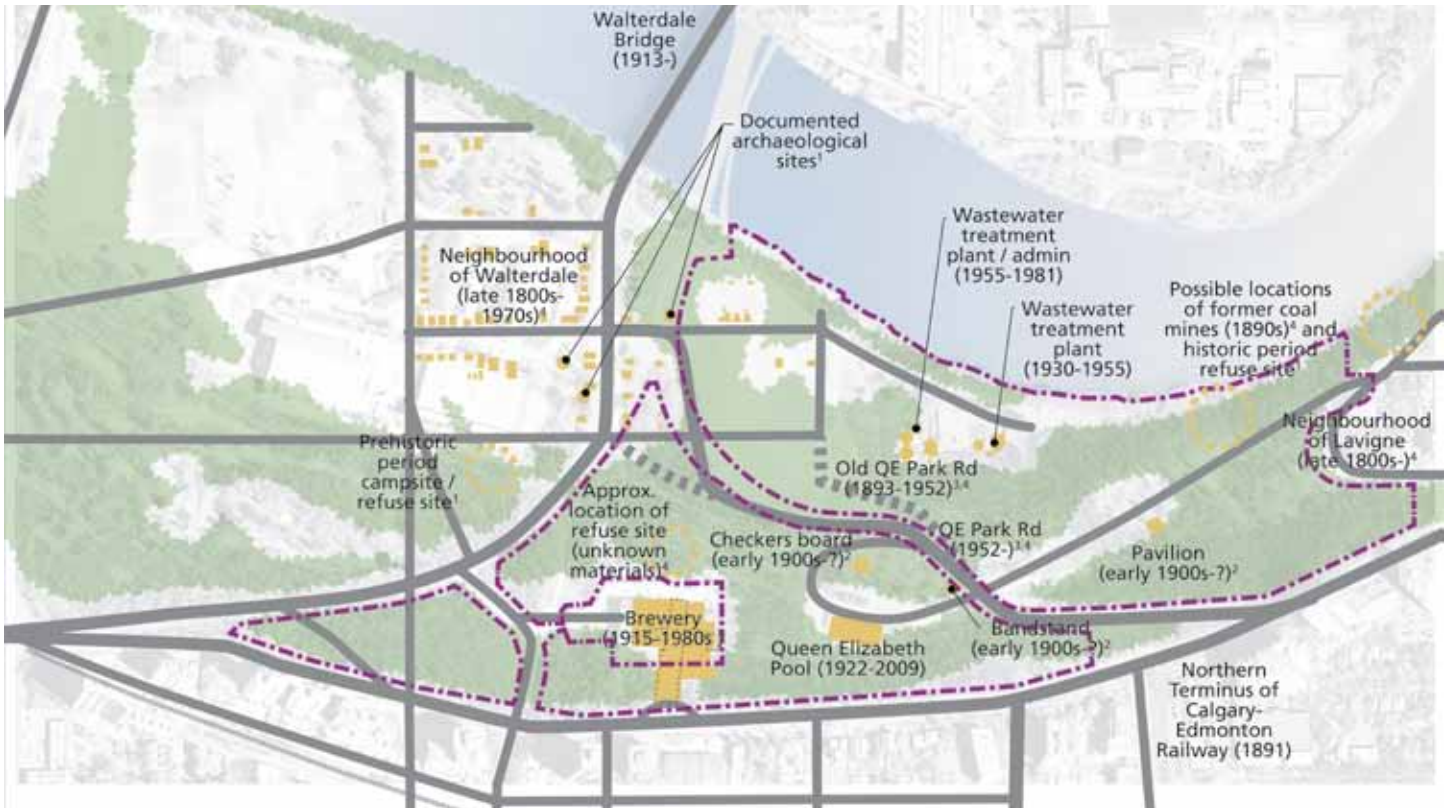 Walterdale
Bridge
(1913-)
Documented
archaeological
sites¹
Wastewater
treatment
plant / admin
(1955-1981)
Wastewater
treatment
plant
(1930-1955)
Possible locations
of former coal
mines (1890s)⁴ and
historic period
refuse site
Neighbourhood
of Walterdale
(late 1800s-
1970s)⁴
Neighbourhood
of Lavigne
(late 1800s-)⁴
Prehistoric
period
campsite /
refuse site¹
Approx.
location of
refuse site
(unknown
materials)⁴
Old QE Park Rd
(1893-1952)³,⁴
Checkers board
(early 1900s-?)²
QE Park Rd
(1952-)³,⁴
Pavilion
(early 1900s-?)²
Brewery
(1915-1980s
Queen Elizabeth
Pool (1922-2009)
Bandstand
(early 1900s-?)²
Northern
Terminus of
Calgary-
Edmonton
Railway (1891)